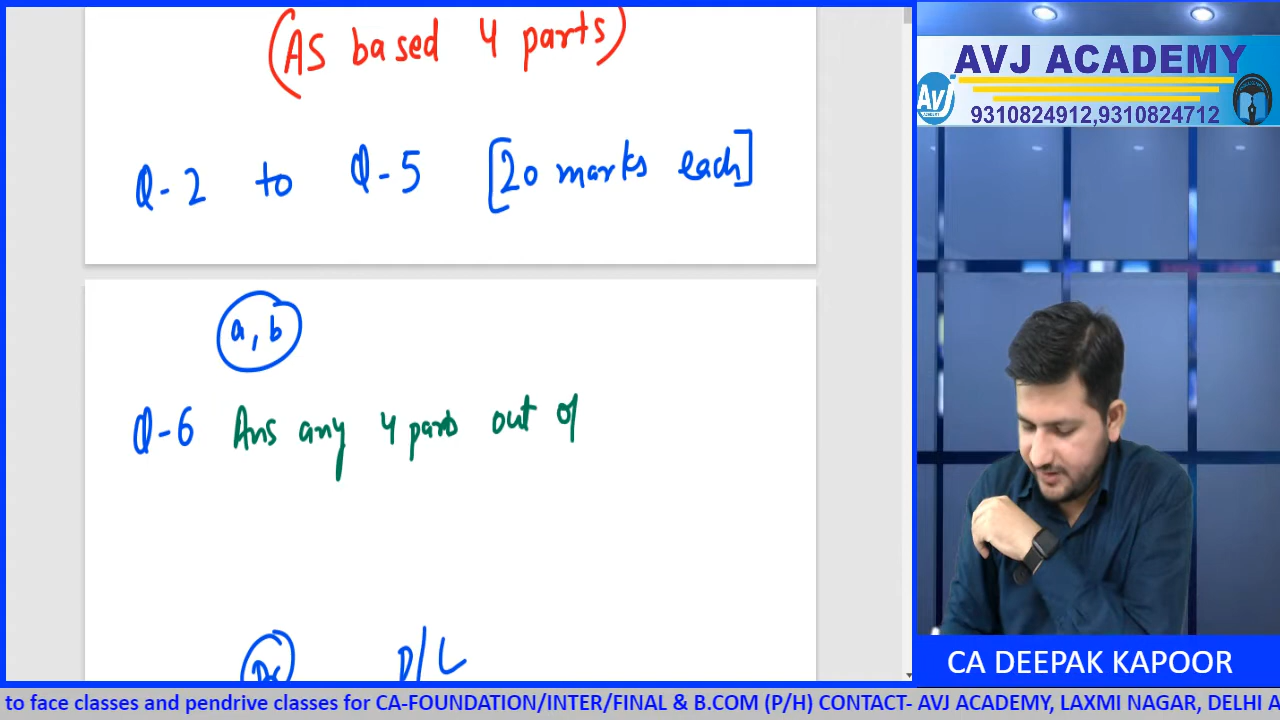 (AS based 4 parts)
Q-2 to Q-5 [20 marks each]
a, b
Q-6 Ans any 4 parts out of
P/L
AVJ ACADEMY
AVJ
ACADEMY
9310824912,9310824712
CA DEEPAK KAPOOR
to face classes and pendrive classes for CA-FOUNDATION/INTER/FINAL & B.COM (P/H) CONTACT- AVJ ACADEMY, LAXMI NAGAR, DELHI A